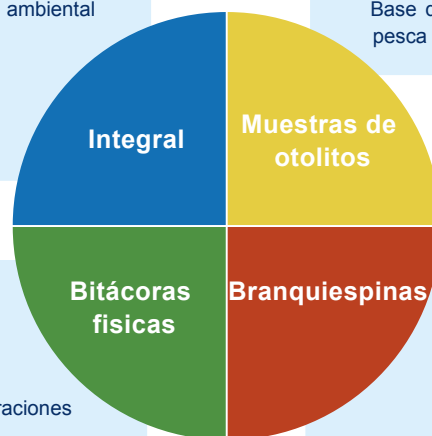 ambiental
Base
pesca
Integral
Muestras de
otolitos
Bitácoras
fisicas
Branquiespinas
raciones